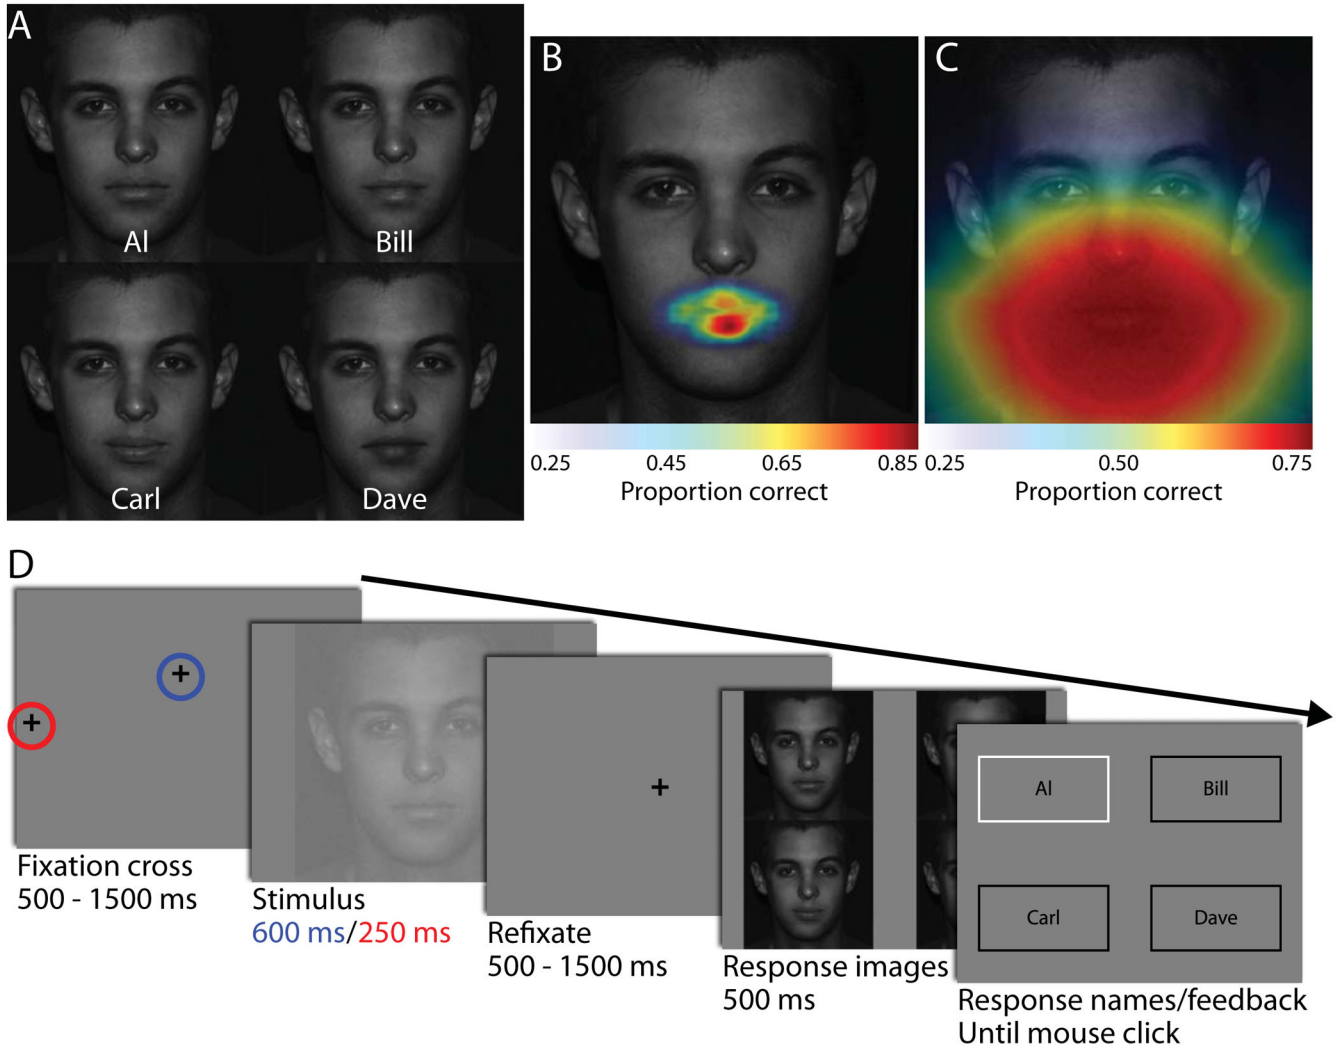 A
Al
Bill
Carl
Dave
B
0.25 0.45 0.65 0.85
Proportion correct
C
0.25 0.50 0.75
Proportion correct
D
Fixation cross
500 - 1500 ms
Stimulus
600 ms/250 ms
Refixate
500 - 1500 ms
Response images
500 ms
Al
Bill
Carl
Dave
Response names/feedback
Until mouse click